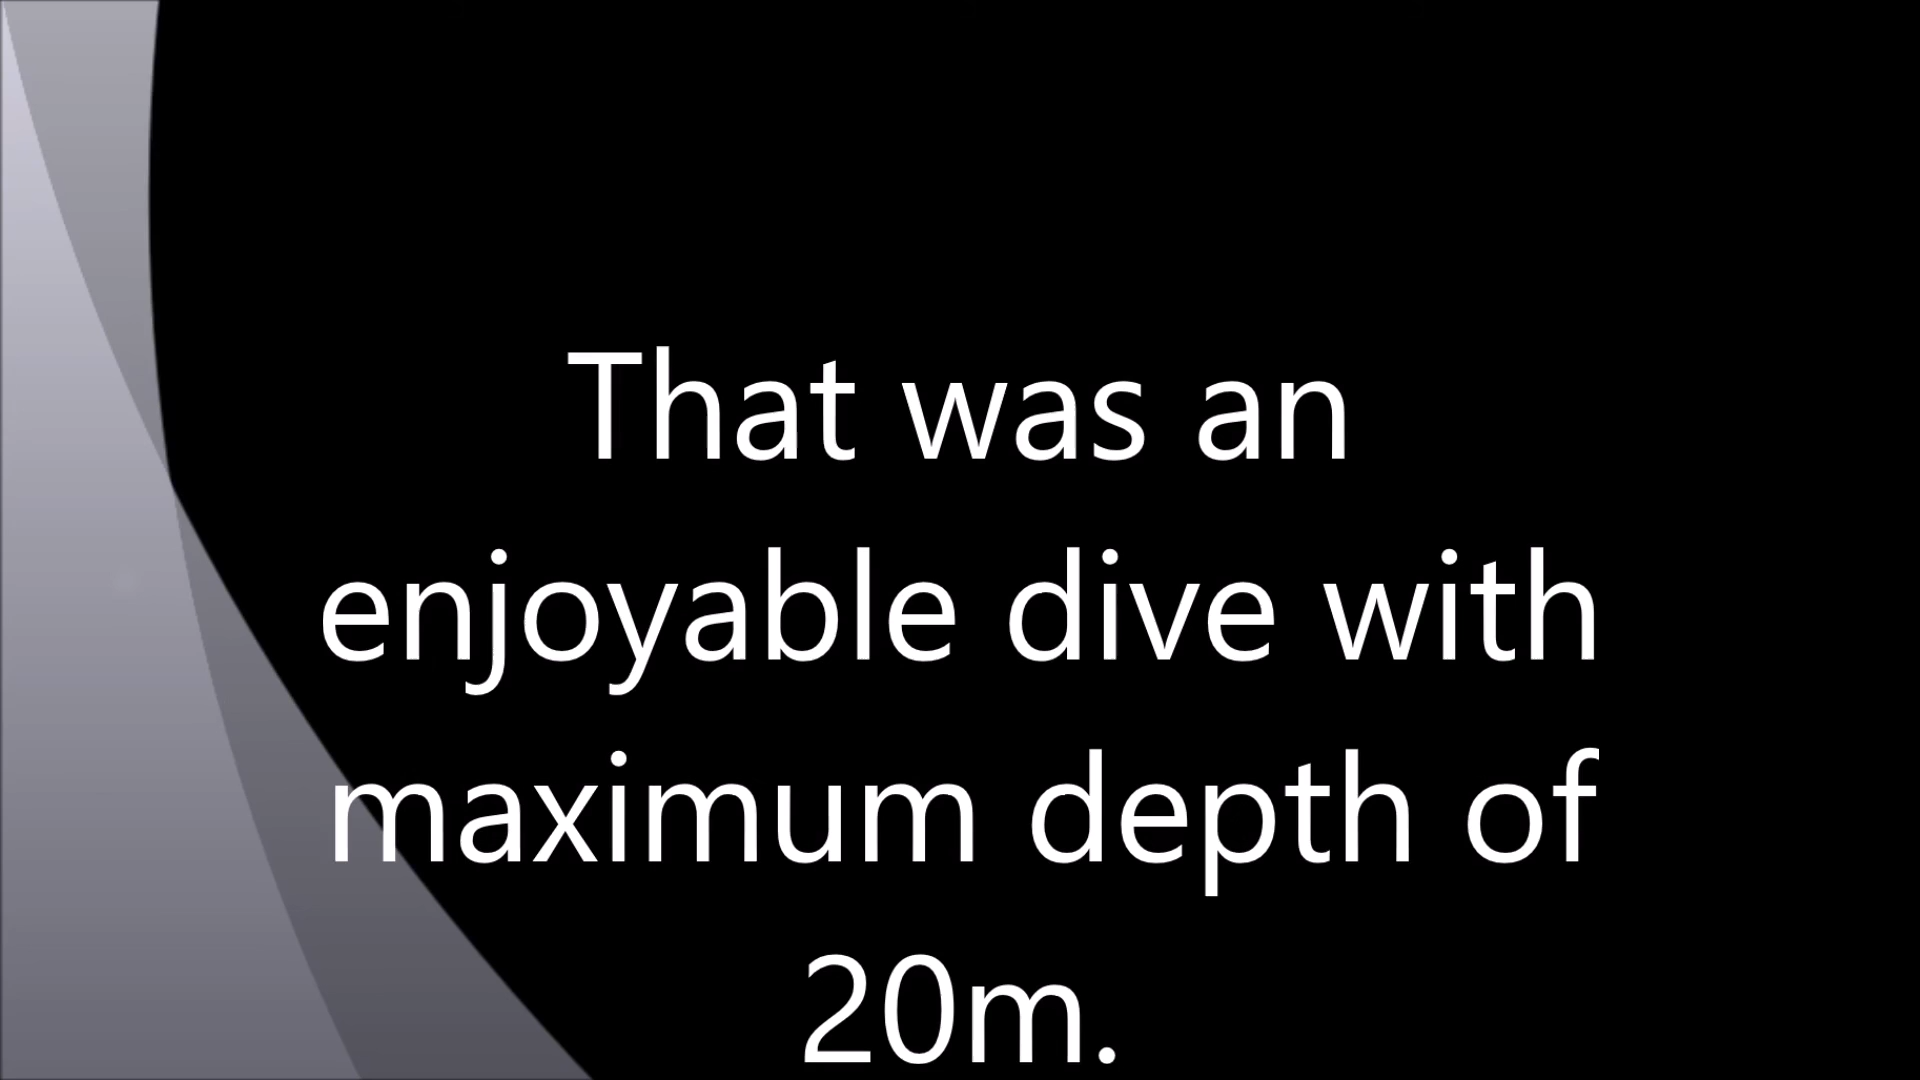 That was an
enjoyable dive with
maximum depth of
20m.